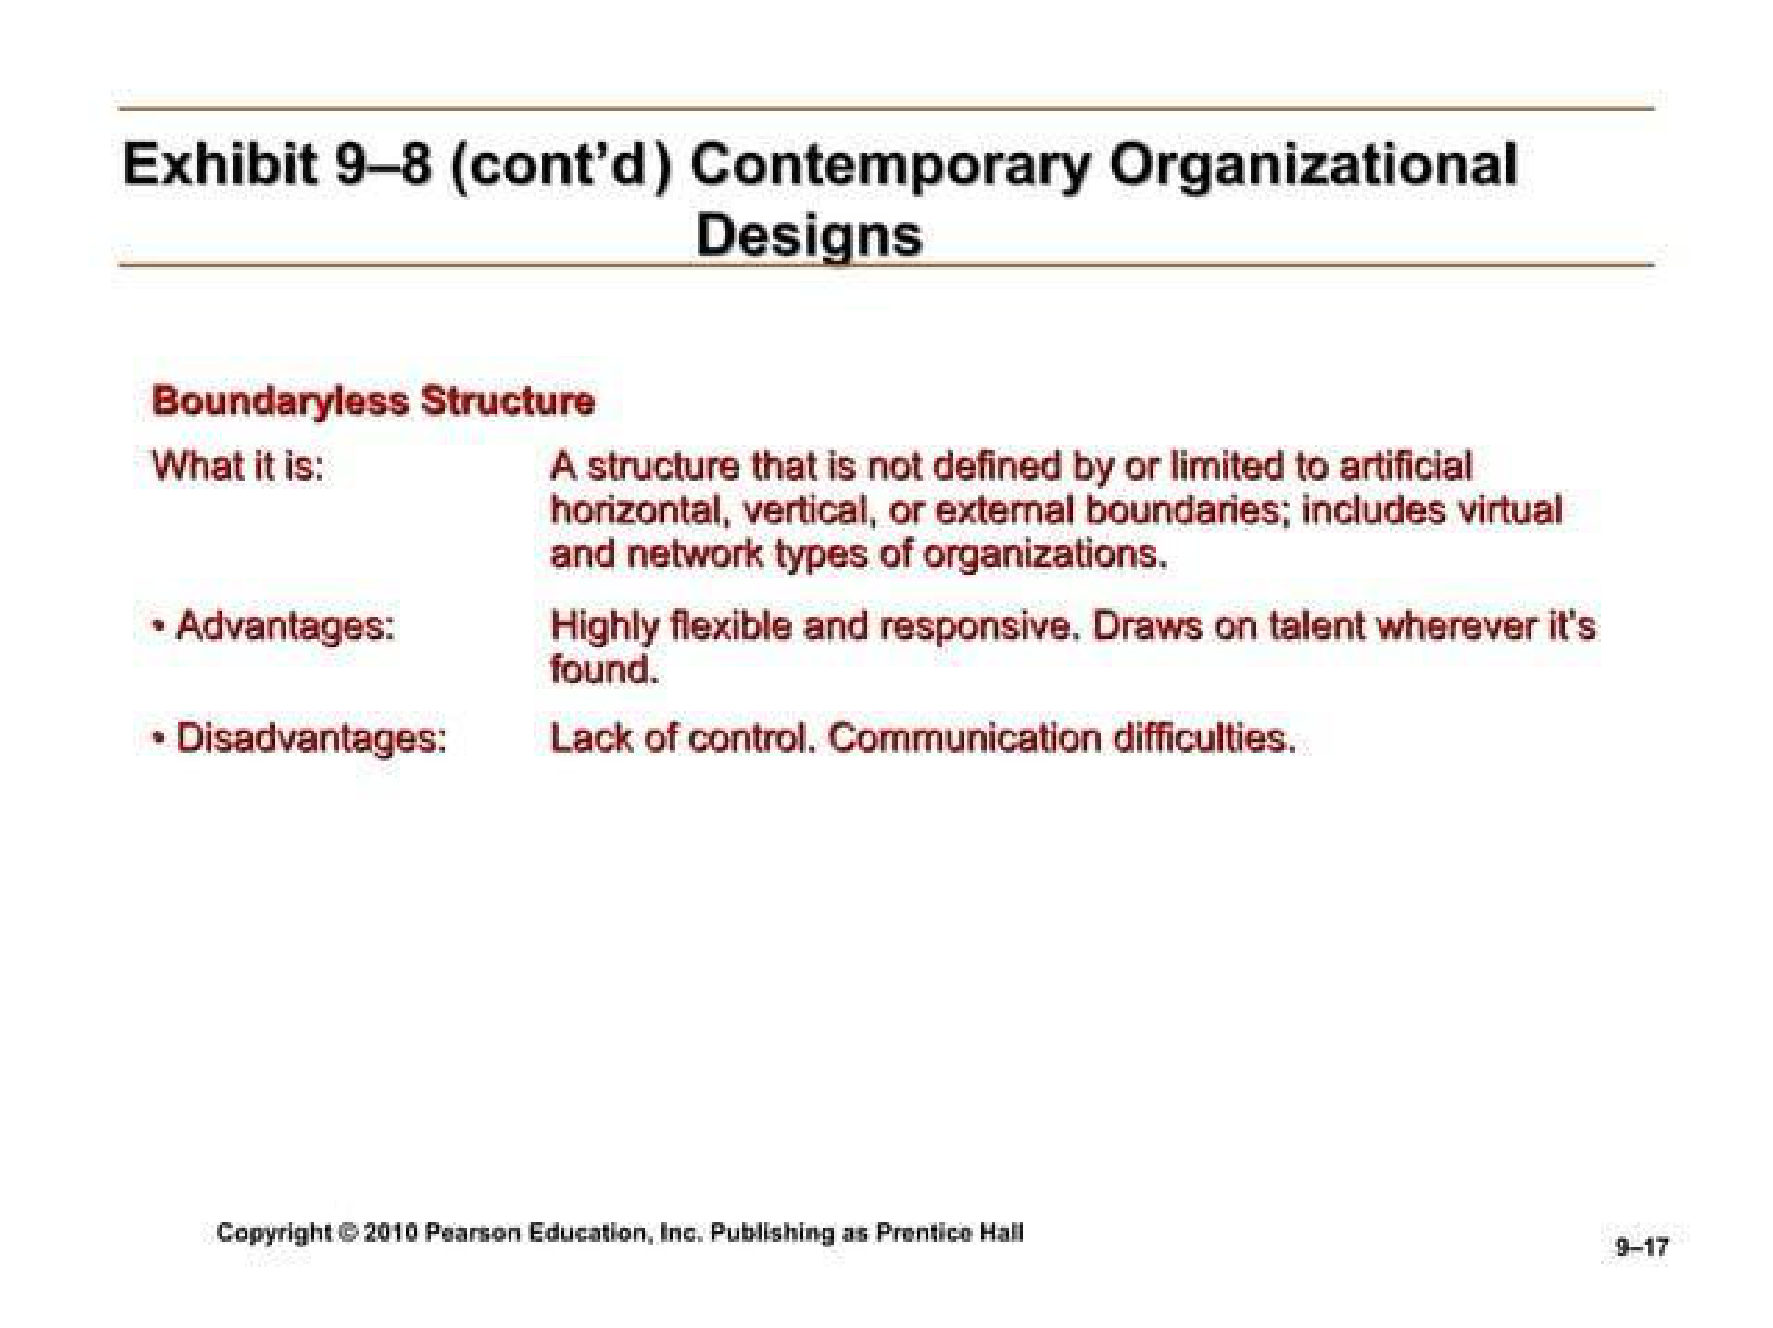 Exhibit 9–8 (cont’d) Contemporary Organizational
Designs
Boundaryless Structure
What it is: A structure that is not defined by or limited to artificial
horizontal, vertical, or external boundaries; includes virtual
and network types of organizations.
• Advantages: Highly flexible and responsive. Draws on talent wherever it's
found.
• Disadvantages: Lack of control. Communication difficulties.
Copyright © 2010 Pearson Education, Inc. Publishing as Prentice Hall
9–17